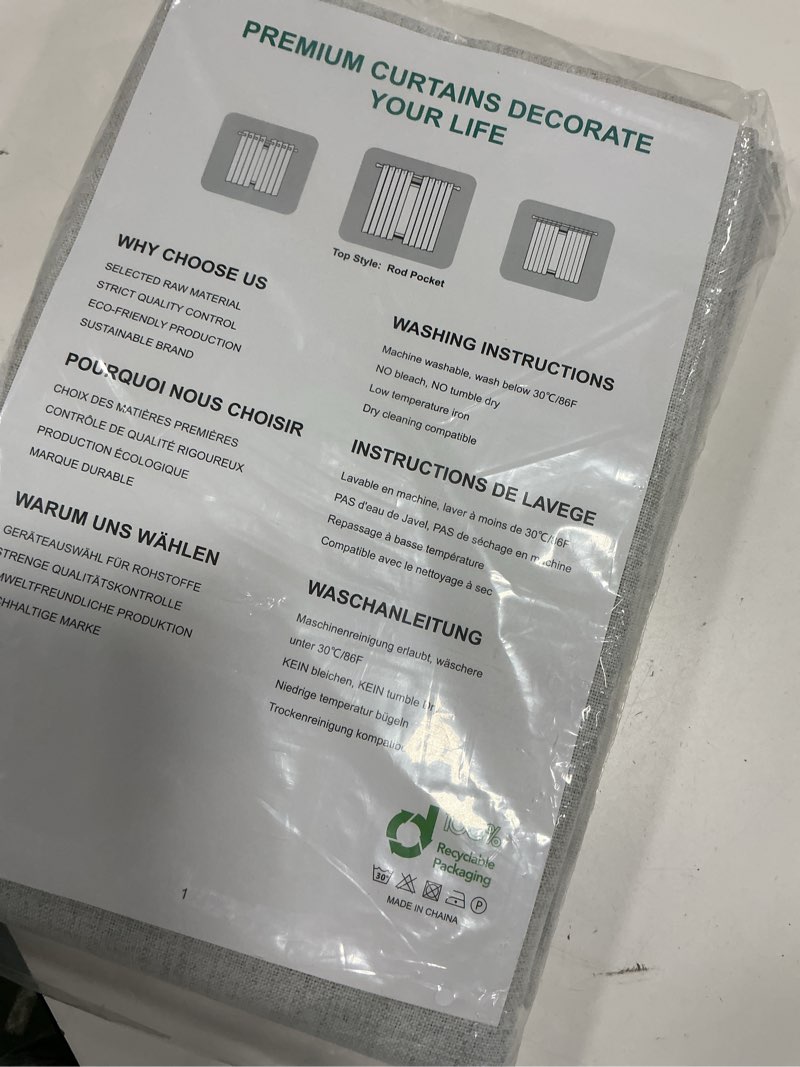 PREMIUM CURTAINS DECORATE
YOUR LIFE
Top Style: Rod Pocket
WHY CHOOSE US
SELECTED RAW MATERIAL
STRICT QUALITY CONTROL
ECO-FRIENDLY PRODUCTION
SUSTAINABLE BRAND
POURQUOI NOUS CHOISIR
CHOIX DES MATIÈRES PREMIÈRES
CONTRÔLE DE QUALITÉ RIGOUREUX
PRODUCTION ÉCOLOGIQUE
MARQUE DURABLE
WARUM UNS WÄHLEN
GERÄTEAUSWÄHL FÜR ROHSTOFFE
STRENGE QUALITÄTSKONTROLLE
MWELTFREUNDLICHE PRODUKTION
CHHALTIGE MARKE
WASHING INSTRUCTIONS
Machine washable, wash below 30℃/86F
NO bleach, NO tumble dry
Low temperature iron
Dry cleaning compatible
INSTRUCTIONS DE LAVEGE
Lavable en machine, laver à moins de 30℃/86F
PAS d'eau de Javel, PAS de séchage en machine
Repassage à basse température
Compatible avec le nettoyage à sec
WASCHANLEITUNG
Maschinenreinigung erlaubt, wäschere
unter 30℃/86F
KEIN bleichen, KEIN tumble
Niedrige temperatur bügeln
Trockenreinigung
100%
Recyclable
Packaging
30°
P
MADE IN CHAINA
1